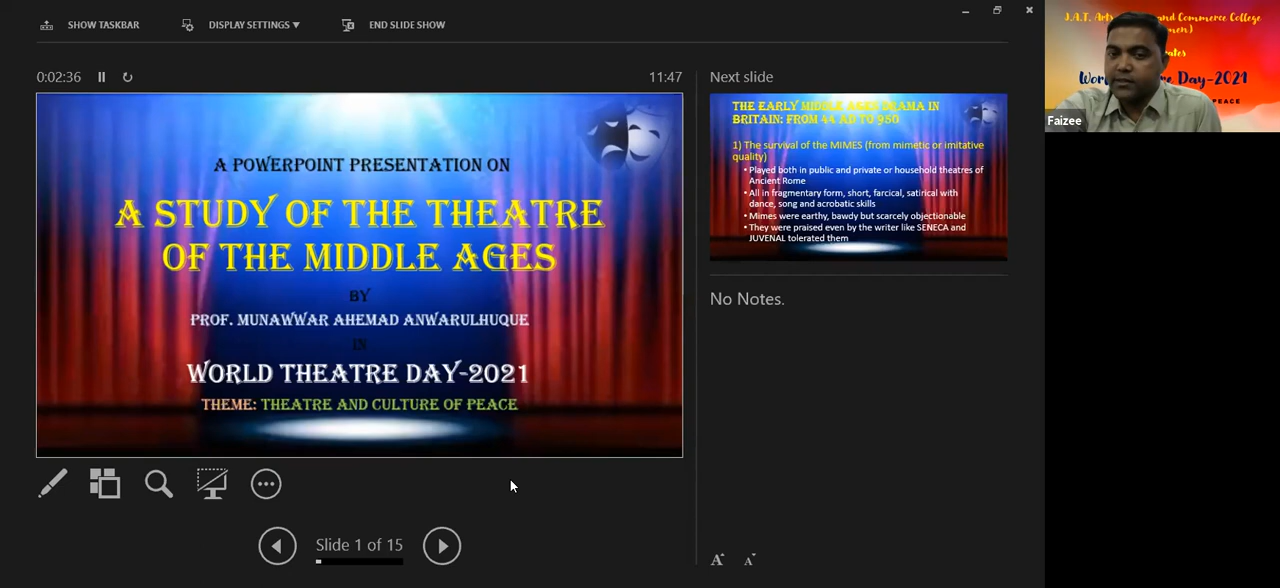 SHOW TASKBAR
DISPLAY SETTINGS ▼
END SLIDE SHOW
0:02:36
11:47
A POWERPOINT PRESENTATION ON
A STUDY OF THE THEATRE
OF THE MIDDLE AGES
BY
PROF. MUNAWWAR AHEMAD ANWARULHUQUE
IN
WORLD THEATRE DAY-2021
THEME: THEATRE AND CULTURE OF PEACE
Slide 1 of 15
Next slide
THE EARLY MIDDLE AGES DRAMA IN
BRITAIN: FROM 44 AD TO 950
1) The survival of the MIMES (from mimetic or imitative
quality)
• Played both in public and private or household theatres of
Ancient Rome
• All in fragmentary form, short, farcical, satirical with
dance, song and acrobatic skills
• Mimes were earthy, bawdy but scarcely objectionable
• They were praised even by the writer like SENECA and
JUVENAL tolerated them
No Notes.
A A
J.A.T. Arts and Commerce College
Day-2021
PEACE
Faizee